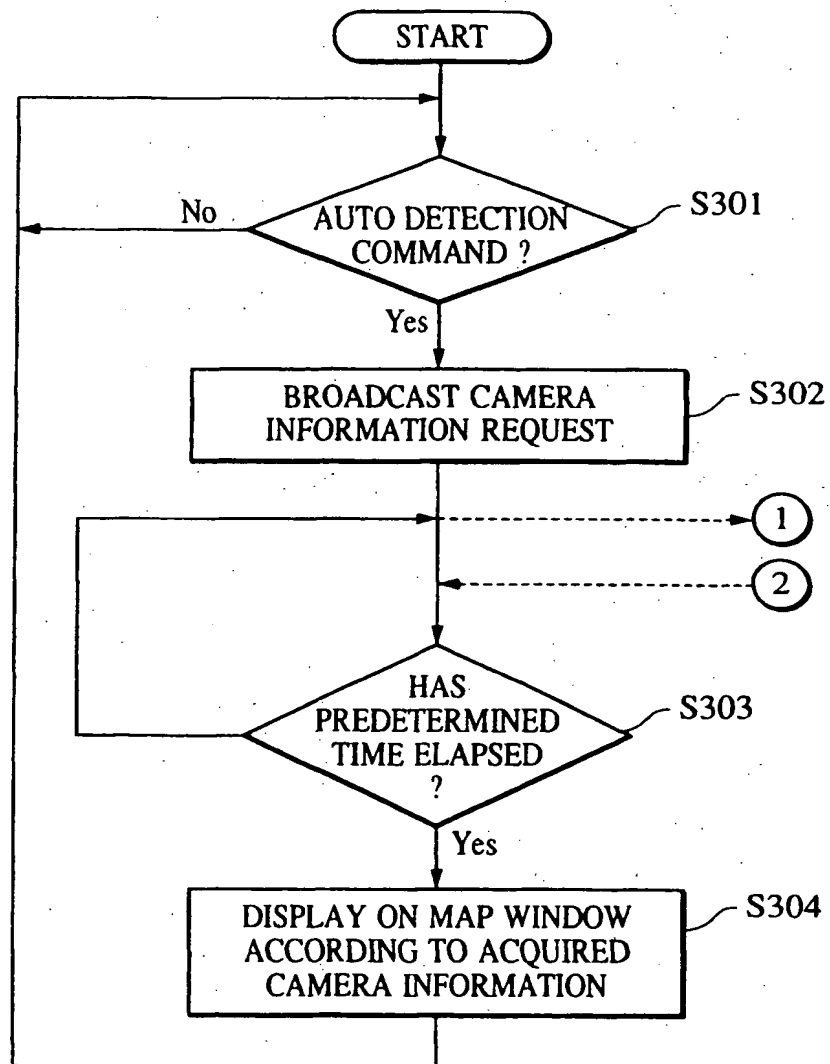 START
No
AUTO DETECTION
COMMAND ?
S301
Yes
BROADCAST CAMERA
INFORMATION REQUEST
S302
1
2
HAS
PREDETERMINED
TIME ELAPSED
?
S303
Yes
DISPLAY ON MAP WINDOW
ACCORDING TO ACQUIRED
CAMERA INFORMATION
S304